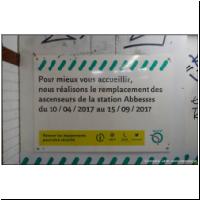 Pour mieux vous accueillir,
nous réalisons le remplacement des
ascenseurs de la station Abbesses
du 10 / 04 / 2017 au 15 / 09 / 2017